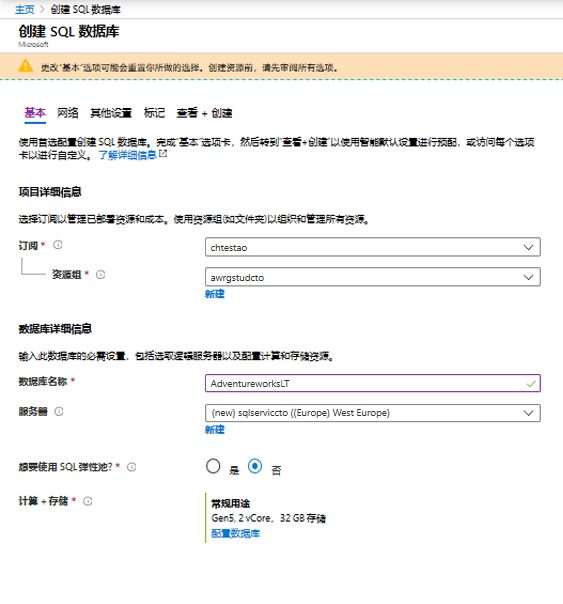 主页 > 创建 SQL 数据库
创建 SQL 数据库
Microsoft
更改“基本”选项可能会重置你所做的选择。创建资源前，请先审阅所有选项。
基本 网络 其他设置 标记 查看 + 创建
使用首选配置创建 SQL 数据库。完成“基本”选项卡，然后转到“查看+创建”以使用智能默认设置进行预配，或访问每个选项
卡以进行自定义。了解详细信息
项目详细信息
选择订阅以管理已部署资源和成本。使用资源组(如文件夹)以组织和管理所有资源。
订阅 * chtestao
资源组 * awrgstudcto
新建
数据库详细信息
输入此数据库的必需设置，包括选取逻辑服务器以及配置计算和存储资源。
数据库名称 * AdventureworksLT
服务器 (new) sqlserviccto ((Europe) West Europe)
新建
想要使用 SQL 弹性池? * 是 否
计算 + 存储 * 常规用途
Gen5, 2 vCore，32 GB 存储
配置数据库